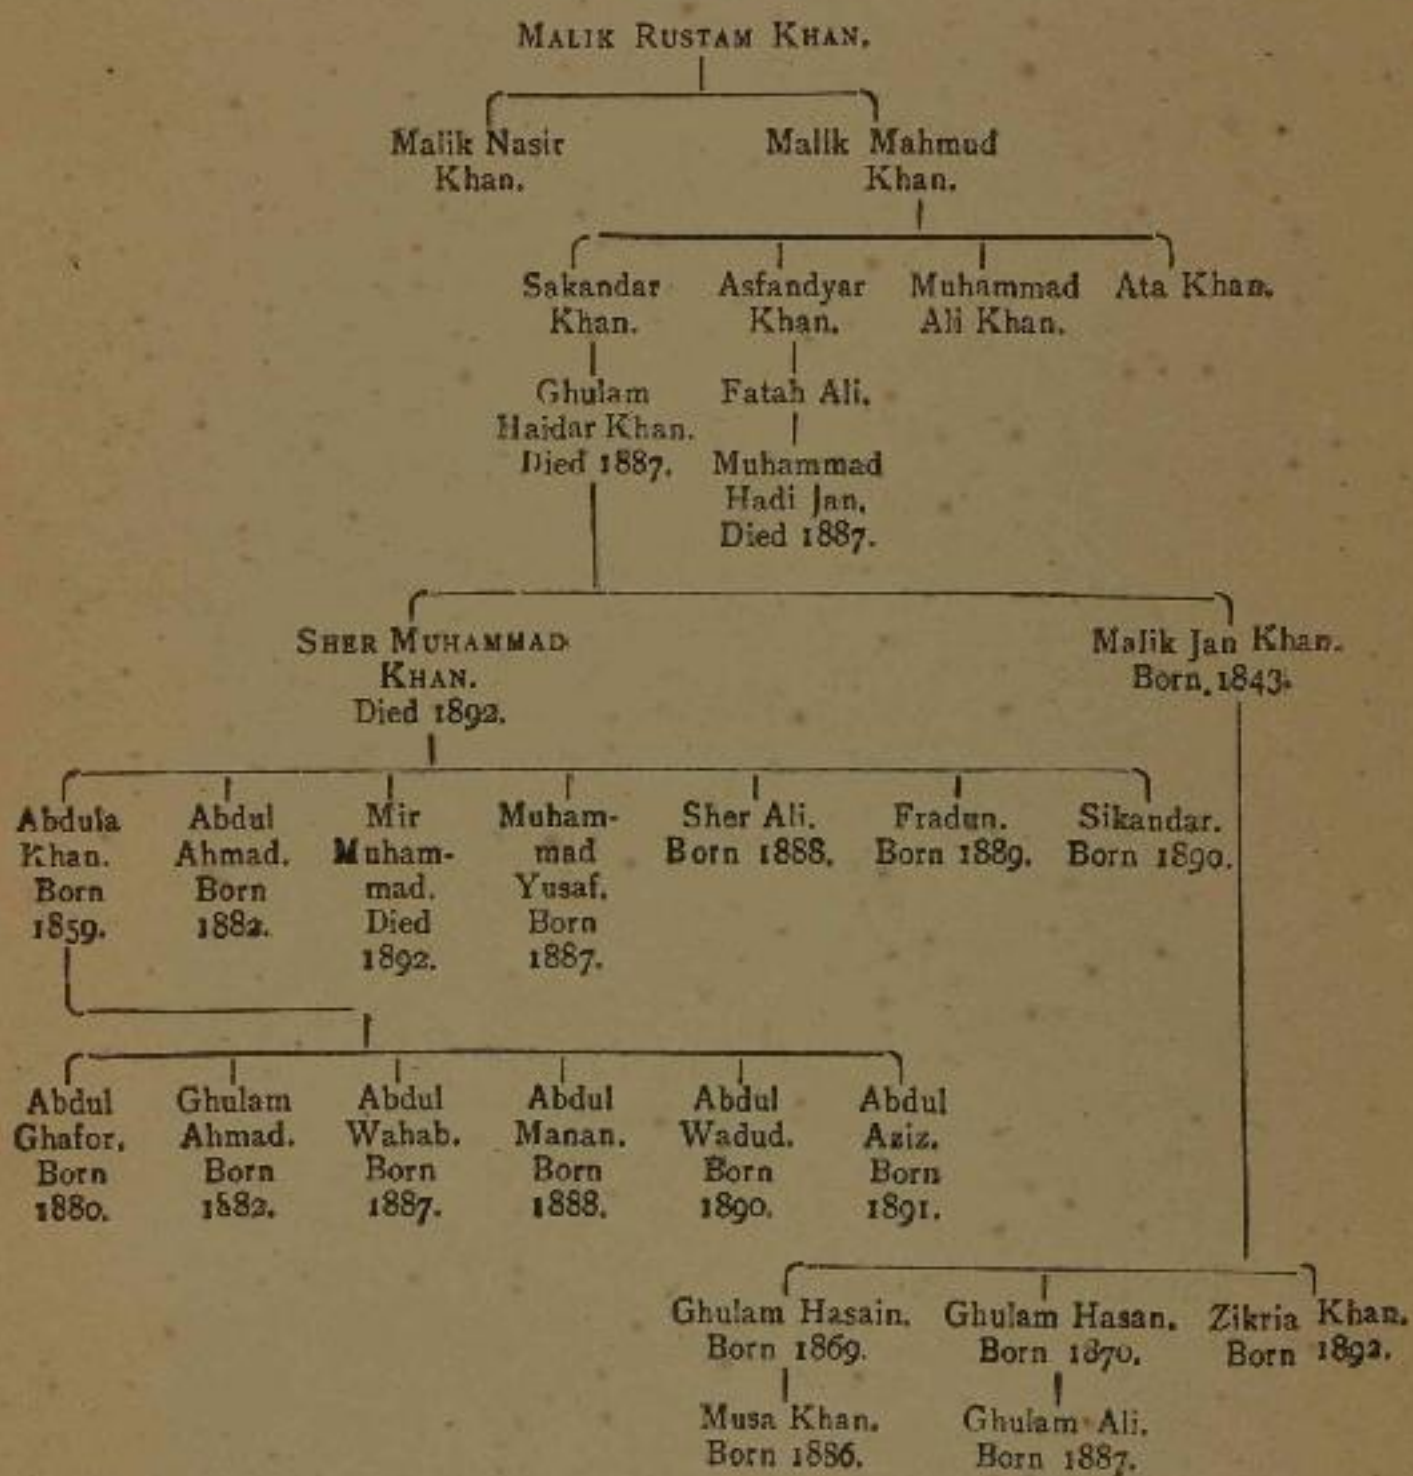 MALIK RUSTAM KHAN.
Malik Nasir
Khan.
Malik Mahmud
Khan.
Sakandar
Khan.
Asfandyar
Khan.
Muhammad
Ali Khan.
Ata Khan.
Ghulam
Haidar Khan.
Died 1887.
Fatah Ali.
Muhammad
Hadi Jan.
Died 1887.
SHER MUHAMMAD
KHAN.
Died 1892.
Malik Jan Khan.
Born 1843.
Abdula
Khan.
Born
1859.
Abdul
Ahmad.
Born
1882.
Mir
Muham-
mad.
Died
1892.
Muham-
mad
Yusaf.
Born
1887.
Sher Ali.
Born 1888.
Fradun.
Born 1889.
Sikandar.
Born 1890.
Abdul
Ghafor.
Born
1880.
Ghulam
Ahmad.
Born
1882.
Abdul
Wahab.
Born
1887.
Abdul
Manan.
Born
1888.
Abdul
Wadud.
Born
1890.
Abdul
Aziz.
Born
1891.
Ghulam Hasain.
Born 1869.
Ghulam Hasan.
Born 1870.
Zikria Khan.
Born 1892.
Musa Khan.
Born 1886.
Ghulam Ali.
Born 1887.